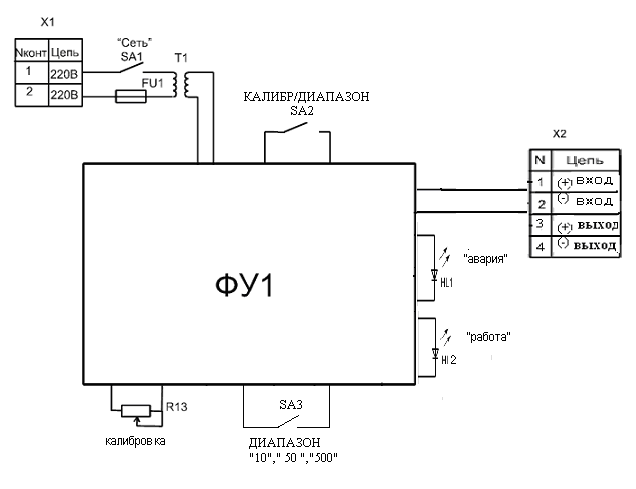 X1
Nконт Цепь
1 220В
2 220В
"Сеть"
SA1
T1
FU1
КАЛИБР/ДИАПАЗОН
SA2
X2
N Цепь
1 (+) вход
2 (-) вход
3 (+) выход
4 (-) выход
"авария"
HL1
ФУ1
"работа"
HL2
R13
калибровка
SA3
ДИАПАЗОН
"10"," 50 ","500"